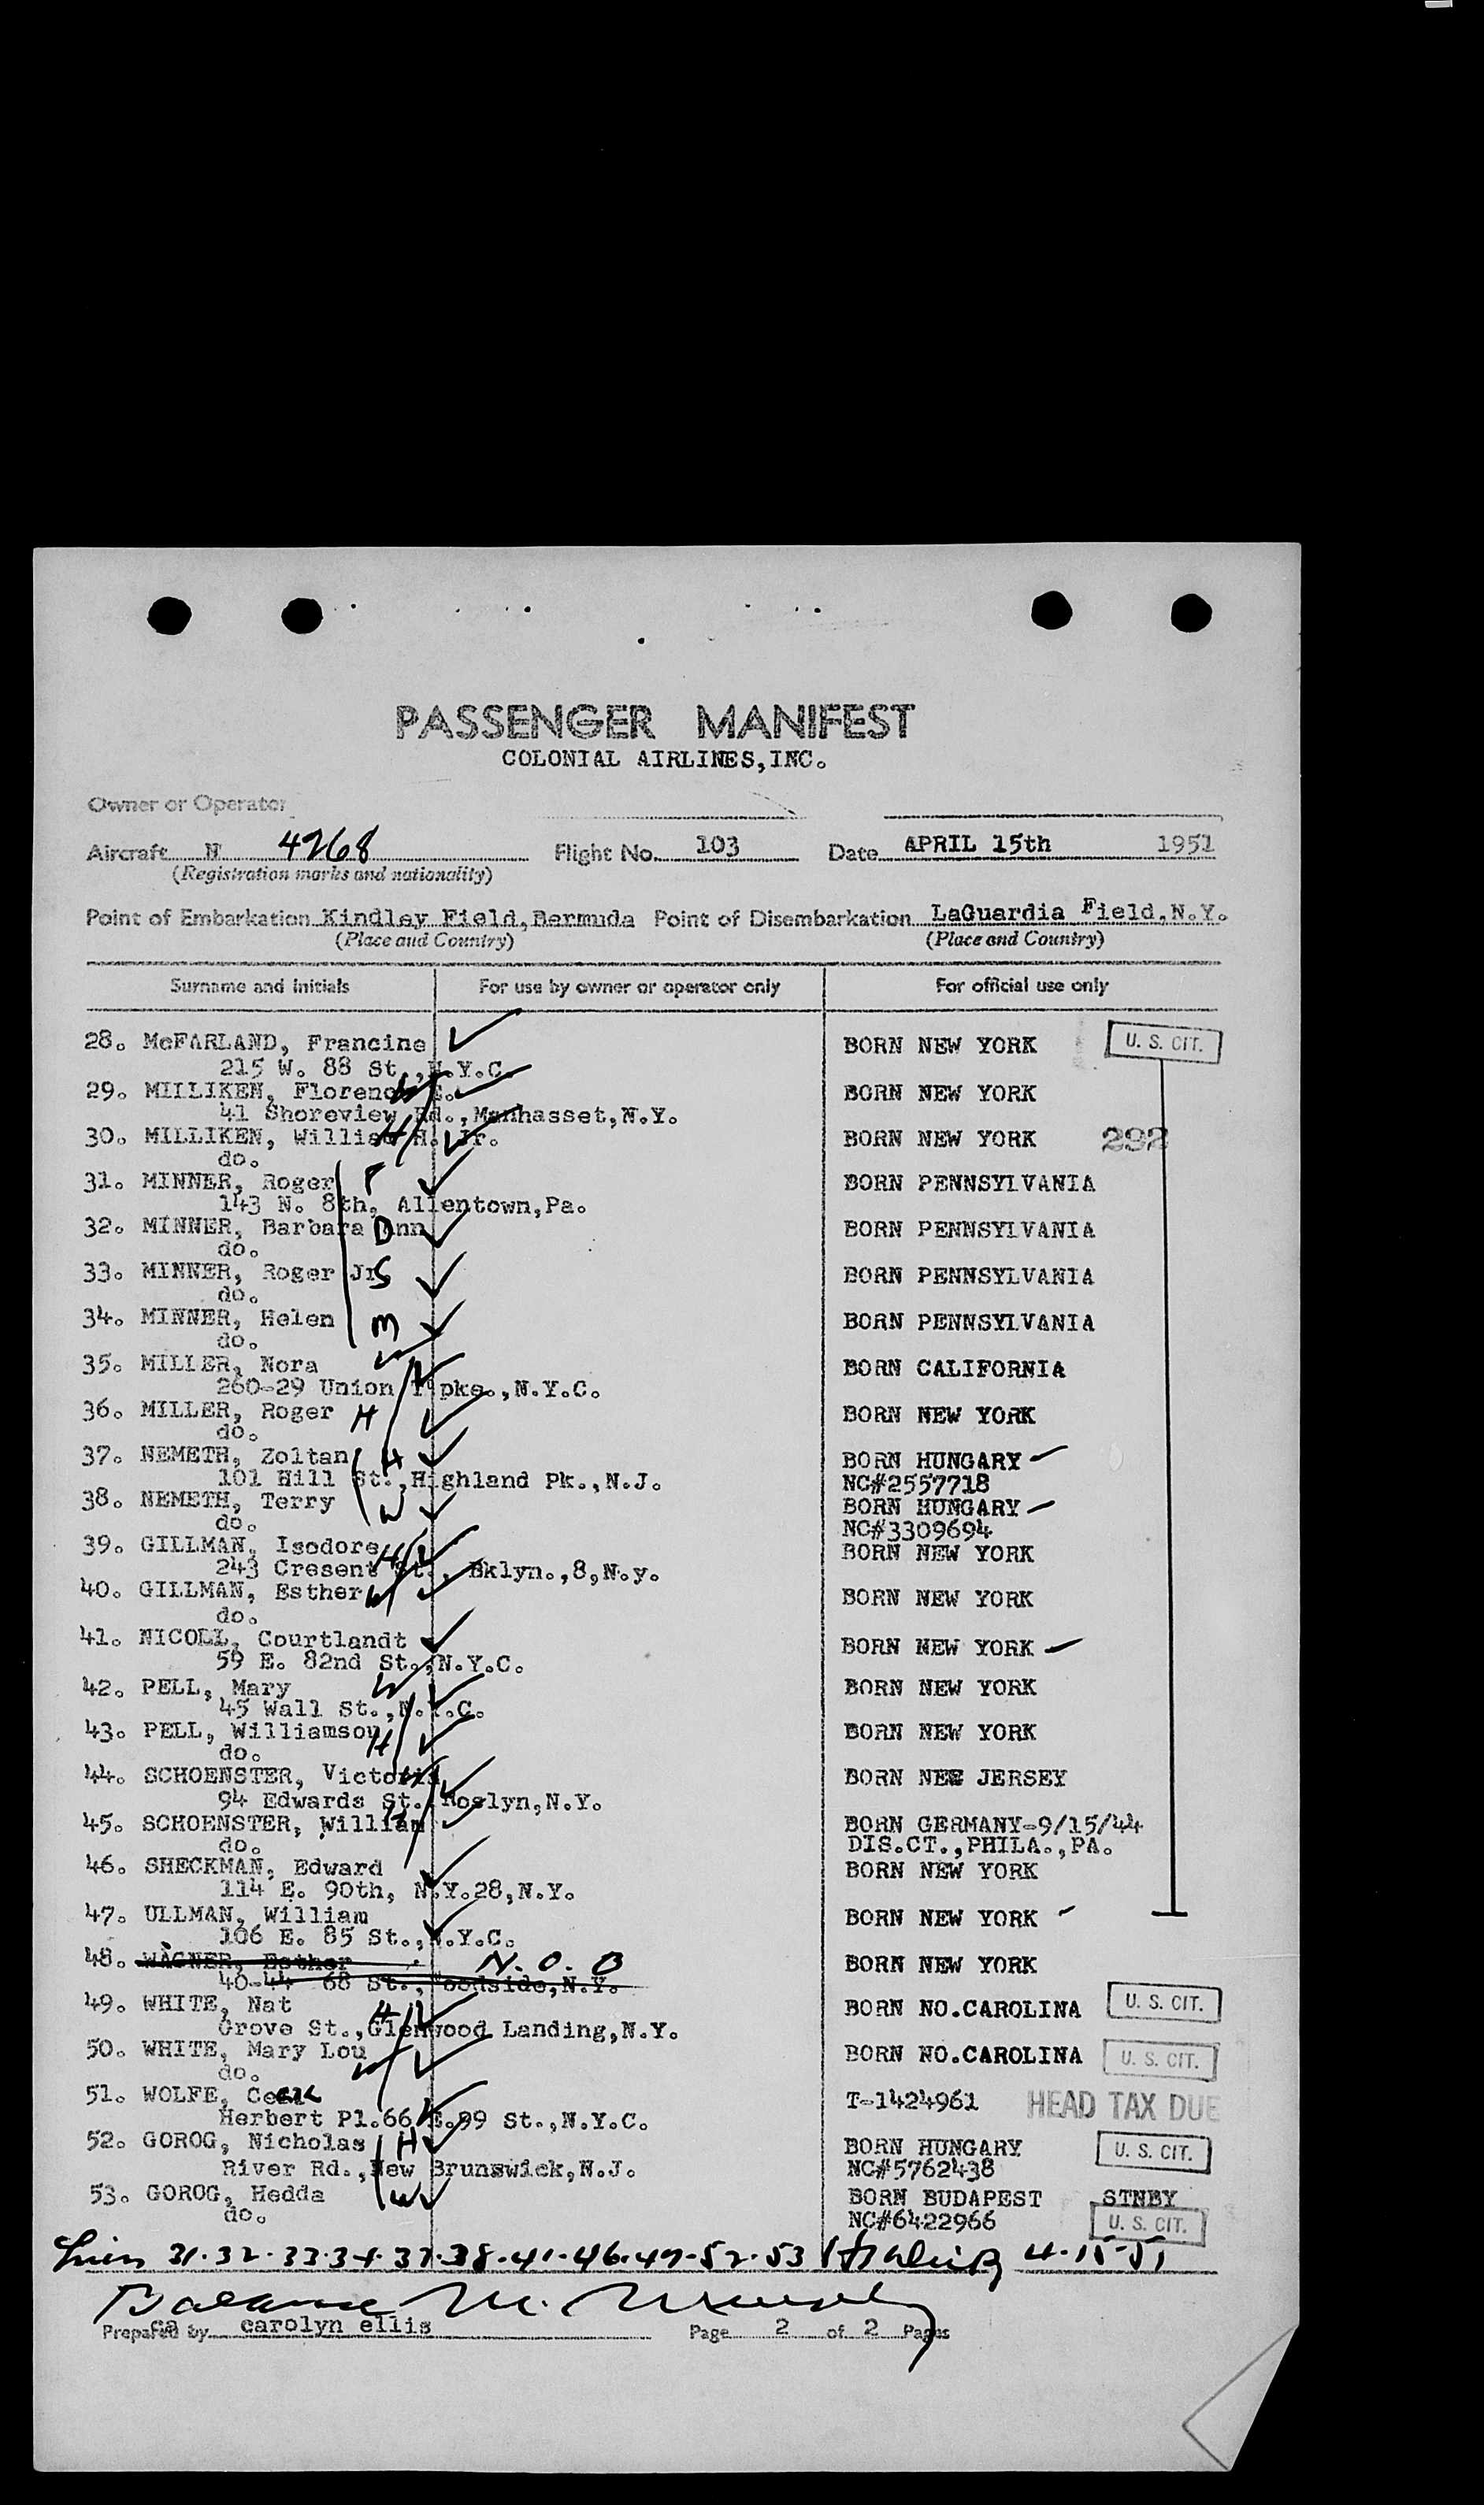 PASSENGER MANIFEST
COLONIAL AIRLINES,INC.
Owner or Operator
Aircraft N 4268 Flight No. 103 Date APRIL 15th 1951
(Registration marks and nationality)
Point of Embarkation Kindley Field,Bermuda Point of Disembarkation LaGuardia Field,N.Y.
(Place and Country) (Place and Country)
Surname and initials For use by owner or operator only For official use only
28. McFARLAND, Francine BORN NEW YORK U. S. CIT.
215 W. 88 St.,N.Y.C.
29. MILLIKEN, Florence W BORN NEW YORK
41 Shoreview Rd.,Manhasset,N.Y.
30. MILLIKEN, William H. Jr. H BORN NEW YORK 292
do.
31. MINNER, Roger F BORN PENNSYLVANIA
143 N. 8th, Allentown,Pa.
32. MINNER, Barbara Ann D BORN PENNSYLVANIA
do.
33. MINNER, Roger Jr S BORN PENNSYLVANIA
do.
34. MINNER, Helen M BORN PENNSYLVANIA
do.
35. MILLER, Nora W BORN CALIFORNIA
260-29 Union Tpke.,N.Y.C.
36. MILLER, Roger H BORN NEW YORK
do.
37. NEMETH, Zoltan H BORN HUNGARY
101 Hill St.,Highland Pk.,N.J. NC#2557718
38. NEMETH, Terry W BORN HUNGARY
do. NC#3309694
39. GILLMAN, Isodore H BORN NEW YORK
243 Cresent St., Bklyn.,8,N.y.
40. GILLMAN, Esther W BORN NEW YORK
do.
41. NICOLL, Courtlandt BORN NEW YORK
59 E. 82nd St.,N.Y.C.
42. PELL, Mary W BORN NEW YORK
45 Wall St.,N.Y.C.
43. PELL, Williamson H BORN NEW YORK
do.
44. SCHOENSTER, Victoria W BORN NEE JERSEY
94 Edwards St.,Roslyn,N.Y.
45. SCHOENSTER, William H BORN GERMANY-9/15/44
do. DIS.CT.,PHILA.,PA.
46. SHECKMAN, Edward BORN NEW YORK
114 E. 90th, N.Y.28,N.Y.
47. ULLMAN, William BORN NEW YORK
106 E. 85 St.,N.Y.C.
48. WAGNER, Esther N.O.B BORN NEW YORK
40-44 68 St., Woodside,N.Y.
49. WHITE, Nat H BORN NO.CAROLINA U. S. CIT.
Grove St.,Glenwood Landing,N.Y.
50. WHITE, Mary Lou W BORN NO.CAROLINA U. S. CIT.
do.
51. WOLFE, T-1424961 HEAD TAX DUE
Herbert Pl.66 E.99 St.,N.Y.C.
52. GOROG, Nicholas H BORN HUNGARY U. S. CIT.
River Rd.,New Brunswick,N.J. NC#5762438
53. GOROG, Hedda W BORN BUDAPEST STNBY
do. NC#6422966 U. S. CIT.
31-32-33-34-37-38-41-46-47-52-53 4-15-51
Prepared by ca carolyn ellis Page 2 of 2 Pages